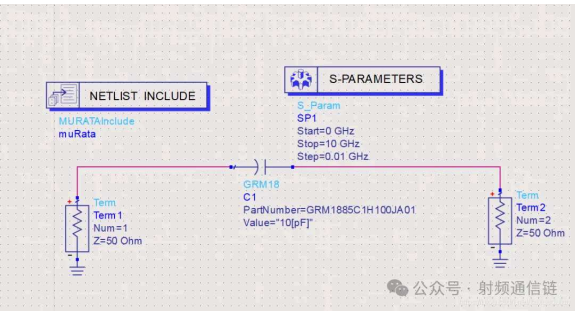 NETLIST INCLUDE
MURATAInclude
muRata
S-PARAMETERS
S_Param
SP1
Start=0 GHz
Stop=10 GHz
Step=0.01 GHz
GRM18
C1
PartNumber=GRM1885C1H100JA01
Value="10[pF]"
+
Term
Term1
Num=1
Z=50 Ohm
-
+
Term
Term2
Num=2
Z=50 Ohm
-
公众号 · 射频通信链